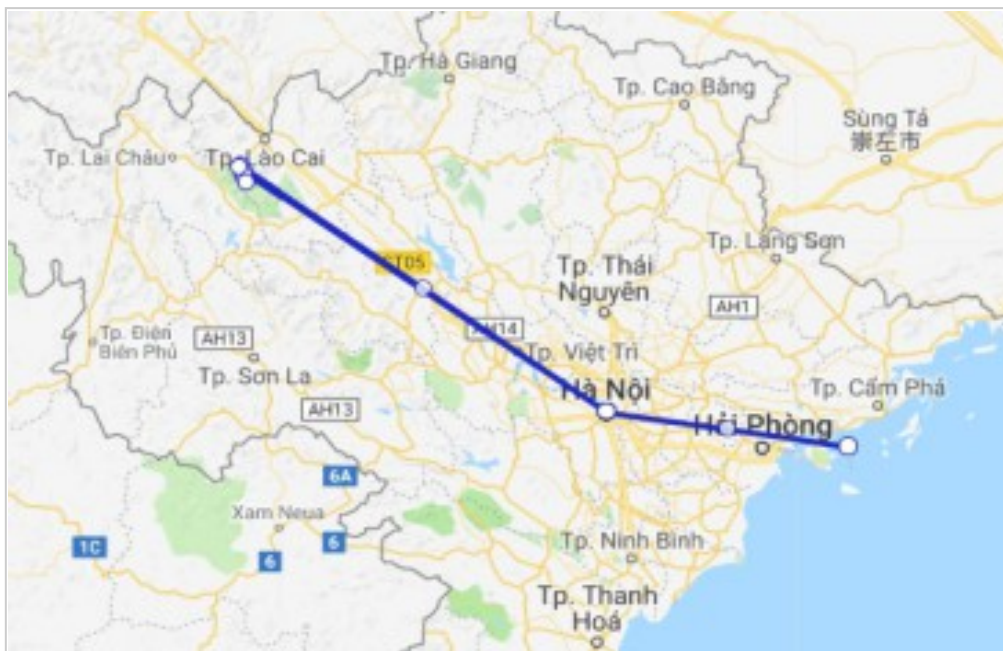 Tp. Hà Giang
Tp. Cao Bằng
Sùng Tả
崇左市
Tp. Lai Châu
Tp. Lào Cai
Tp. Lạng Sơn
CT05
Tp. Thái
Nguyên
AH1
Tp. Điện
Biên Phủ
AH13
AH14
Tp. Việt Trì
Tp. Sơn La
Hà Nội
Tp. Cẩm Phả
AH13
Hải Phòng
6A
Xam Neua
1C
6
6
Tp. Ninh Bình
Tp. Thanh
Hoá